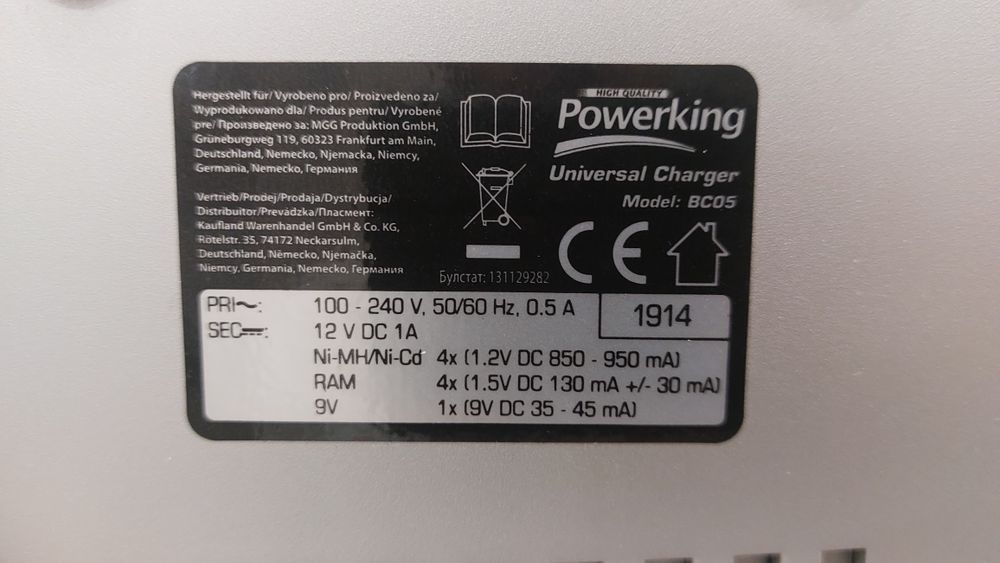 Hergestellt für/ Vyrobeno pro/ Proizvedeno za/
Wyprodukowano dla/ Produs pentru/ Vyrobené
pre/ Произведено за: MGG Produktion GmbH,
Grüneburgweg 119, 60323 Frankfurt am Main,
Deutschland, Nemecko, Njemacka, Niemcy,
Germania, Nemecko, Германия
Vertrieb/Prodej/Prodaja/Dystrybucja/
Distribuitor/Prevádzka/Пласмент:
Kaufland Warenhandel GmbH & Co. KG,
Rötelstr. 35, 74172 Neckarsulm,
Deutschland, Německo, Njemačka,
Niemcy, Germania, Nemecko, Германия
Булстат: 131129282
HIGH QUALITY
Powerking
Universal Charger
Model: BC05
CE
PRI~: 100 - 240 V, 50/60 Hz, 0.5 A
1914
SEC⎓: 12 V DC 1A
Ni-MH/Ni-Cd 4x (1.2V DC 850 - 950 mA)
RAM 4x (1.5V DC 130 mA +/- 30 mA)
9V 1x (9V DC 35 - 45 mA)